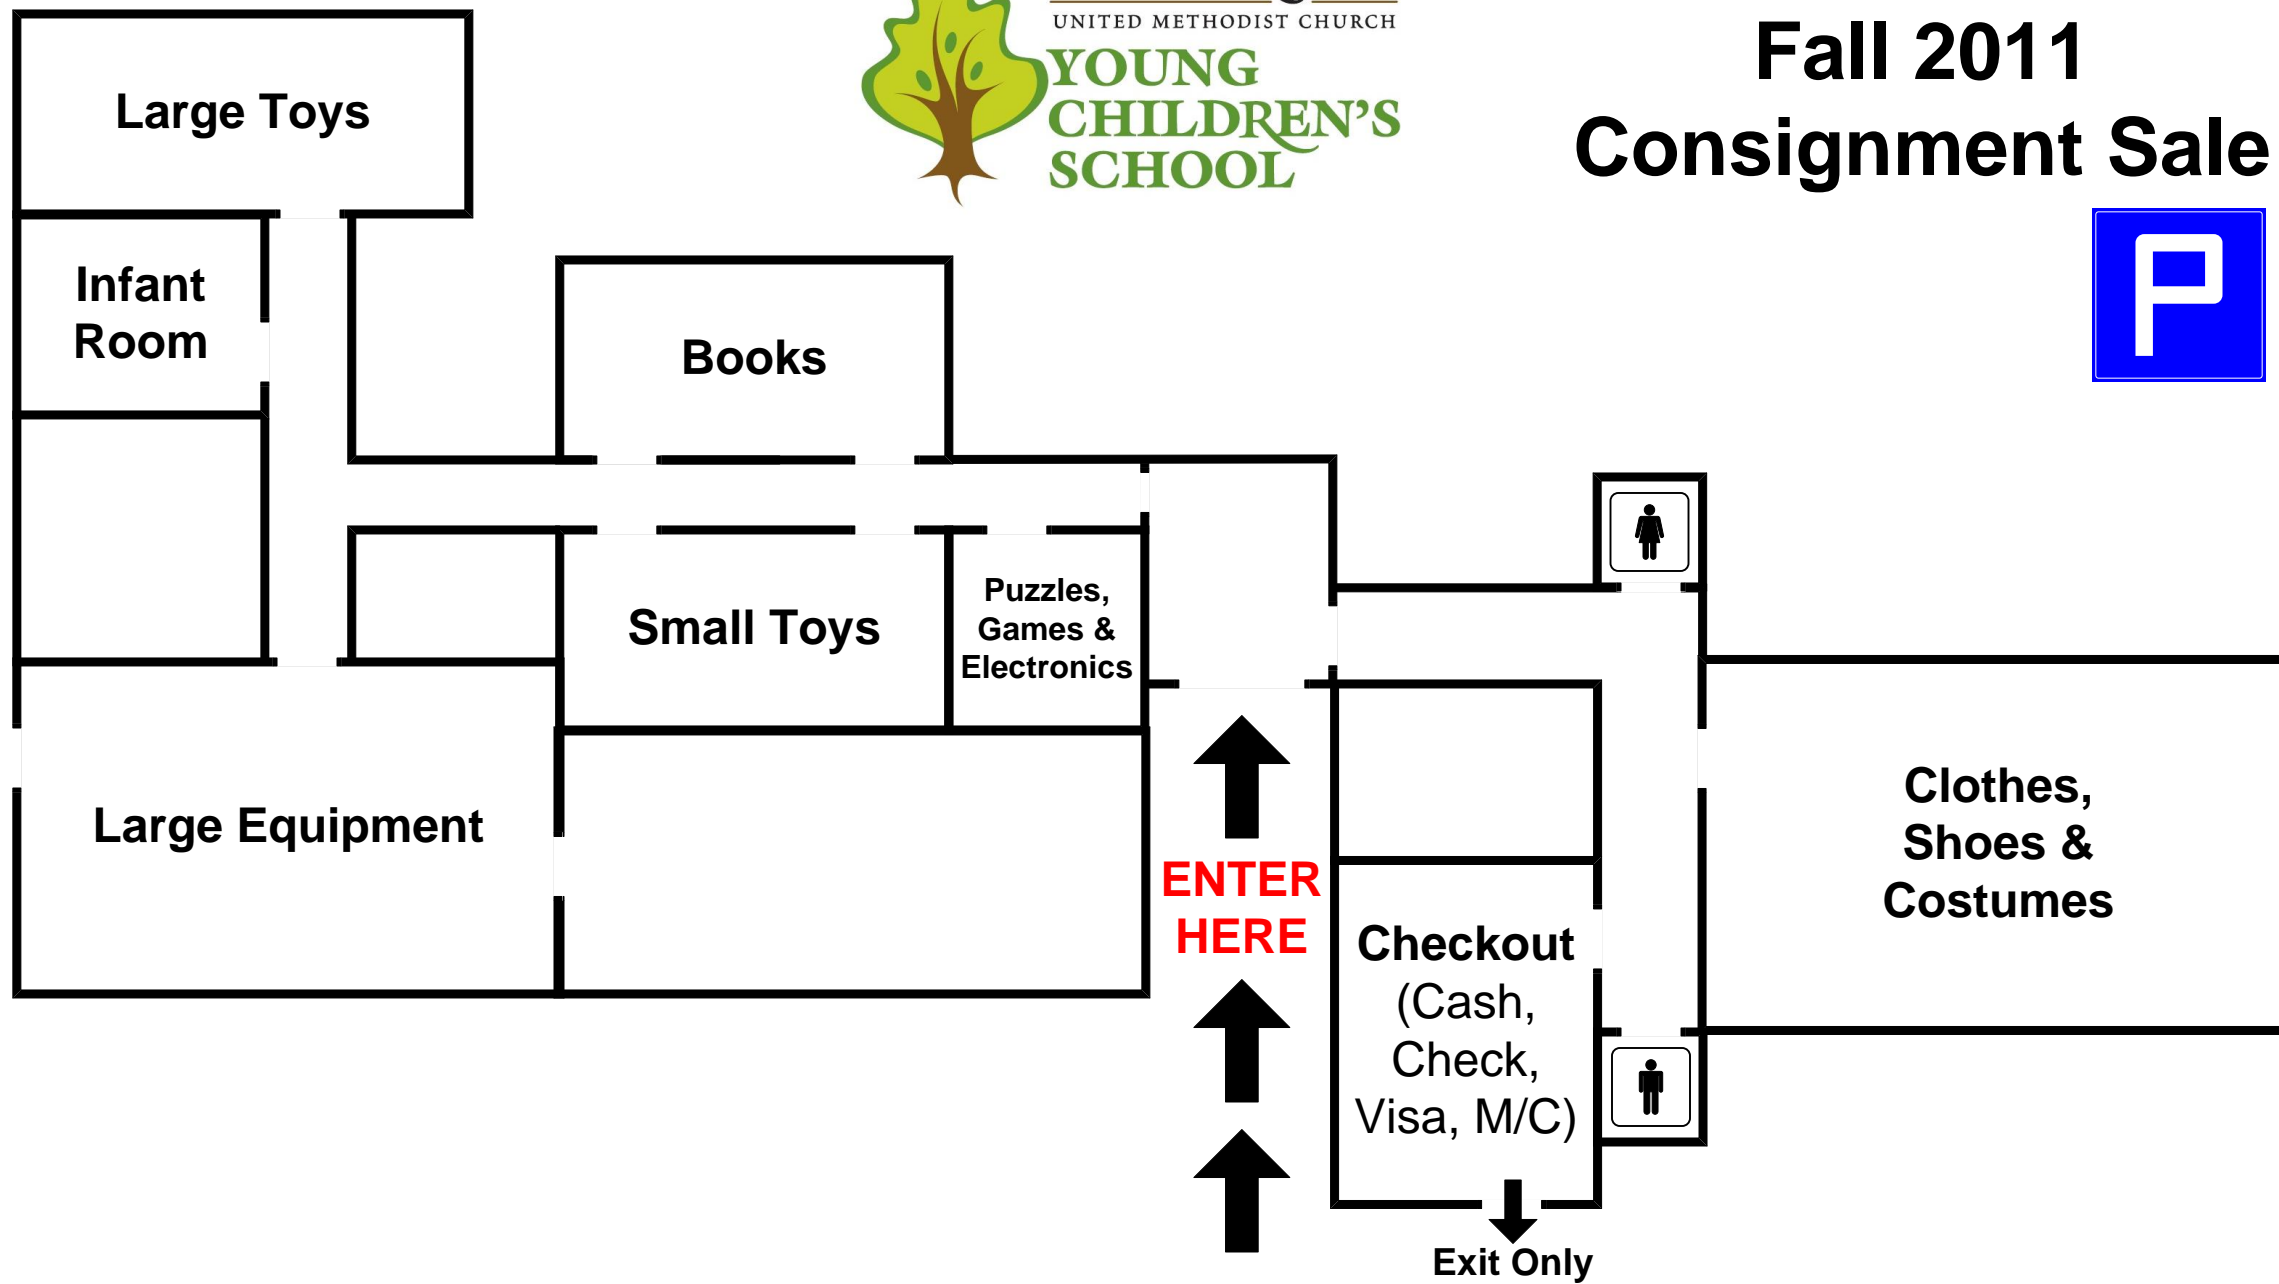 UNITED METHODIST CHURCH
YOUNG
CHILDREN'S
SCHOOL
Fall 2011
Consignment Sale
P
Large Toys
Infant
Room
Books
Small Toys
Puzzles,
Games &
Electronics
Large Equipment
ENTER
HERE
Checkout
(Cash,
Check,
Visa, M/C)
Exit Only
Clothes,
Shoes &
Costumes